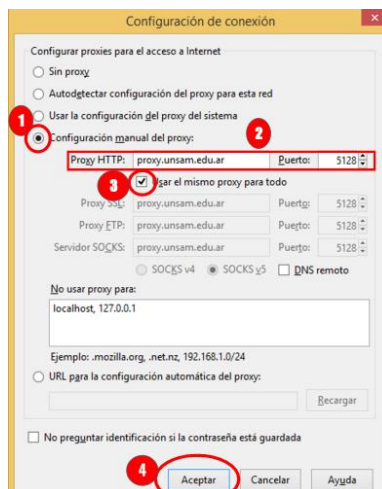 Configuración de conexión
x
Configurar proxies para el acceso a Internet
Sin proxy
Autodetectar configuración del proxy para esta red
1 Usar la configuración del proxy del sistema
Configuración manual del proxy: 2
Proxy HTTP: proxy.unsam.edu.ar Puerto: 5128
3 Usar el mismo proxy para todo
Proxy SSL: proxy.unsam.edu.ar Puerto: 5128
Proxy FTP: proxy.unsam.edu.ar Puerto: 5128
Servidor SOCKS: proxy.unsam.edu.ar Puerto: 5128
SOCKS v4 SOCKS v5 DNS remoto
No usar proxy para:
localhost, 127.0.0.1
Ejemplo: .mozilla.org, .net.nz, 192.168.1.0/24
URL para la configuración automática del proxy:
Recargar
No preguntar identificación si la contraseña está guardada
4 Aceptar Cancelar Ayuda